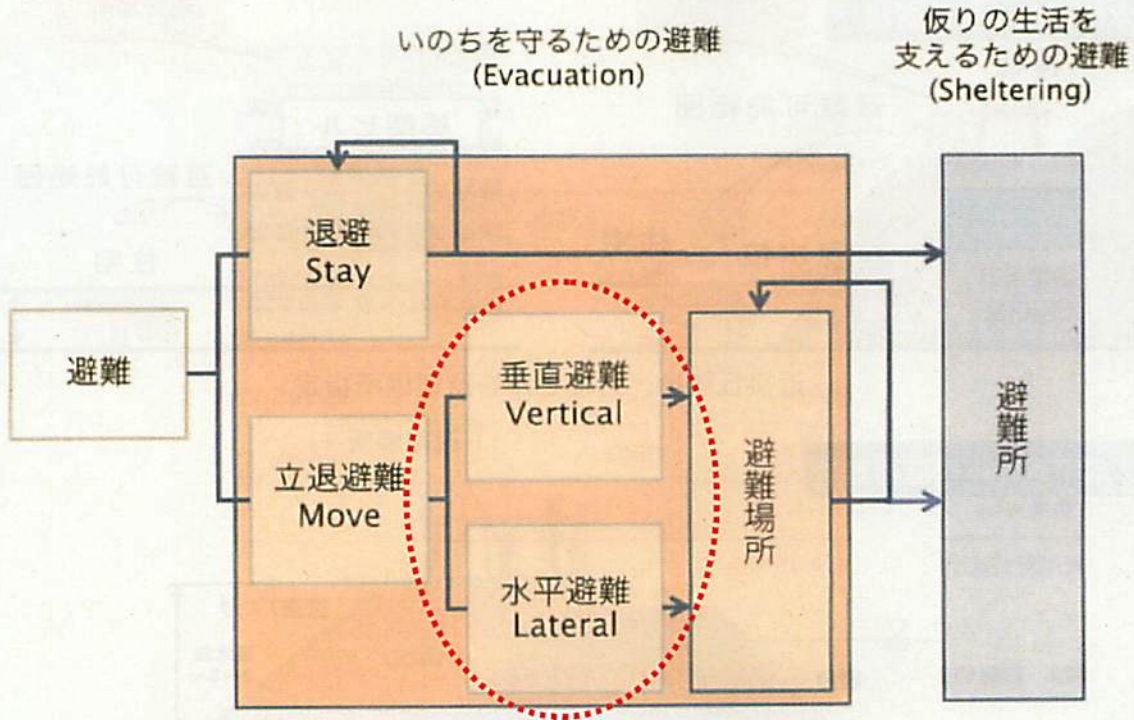 いのちを守るための避難
(Evacuation)
仮りの生活を
支えるための避難
(Sheltering)
退避
Stay
避難
垂直避難
Vertical
立退避難
Move
水平避難
Lateral
避難場所
避難所